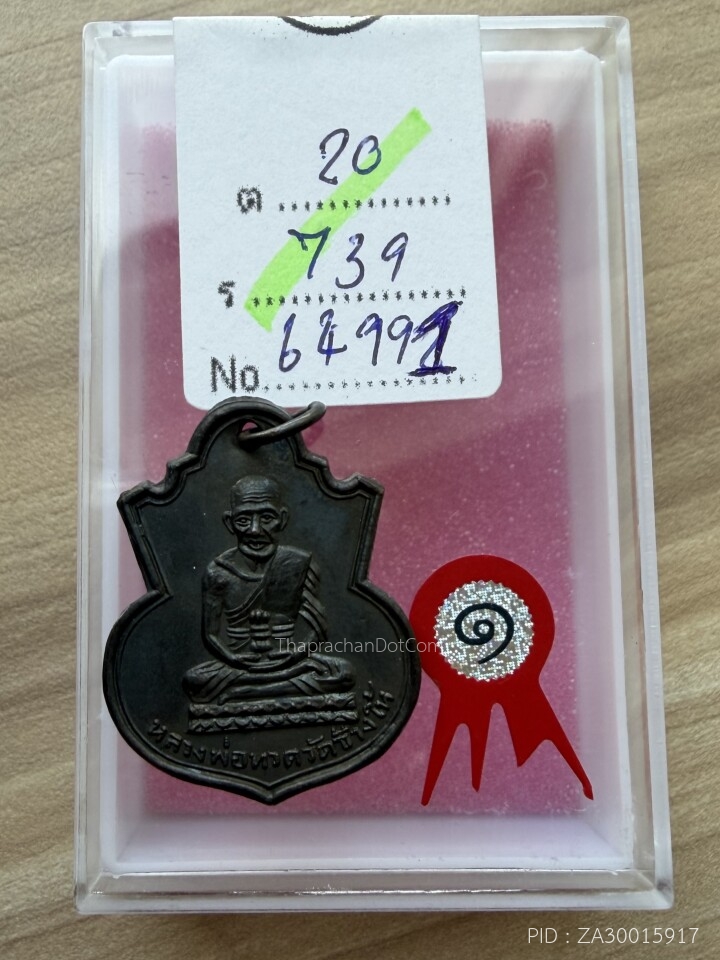 ต 20
ร 739
No. 64991
ThaprachanDotCom
๑
หลวงพ่อทวดวัดช้างให้
PID : ZA30015917